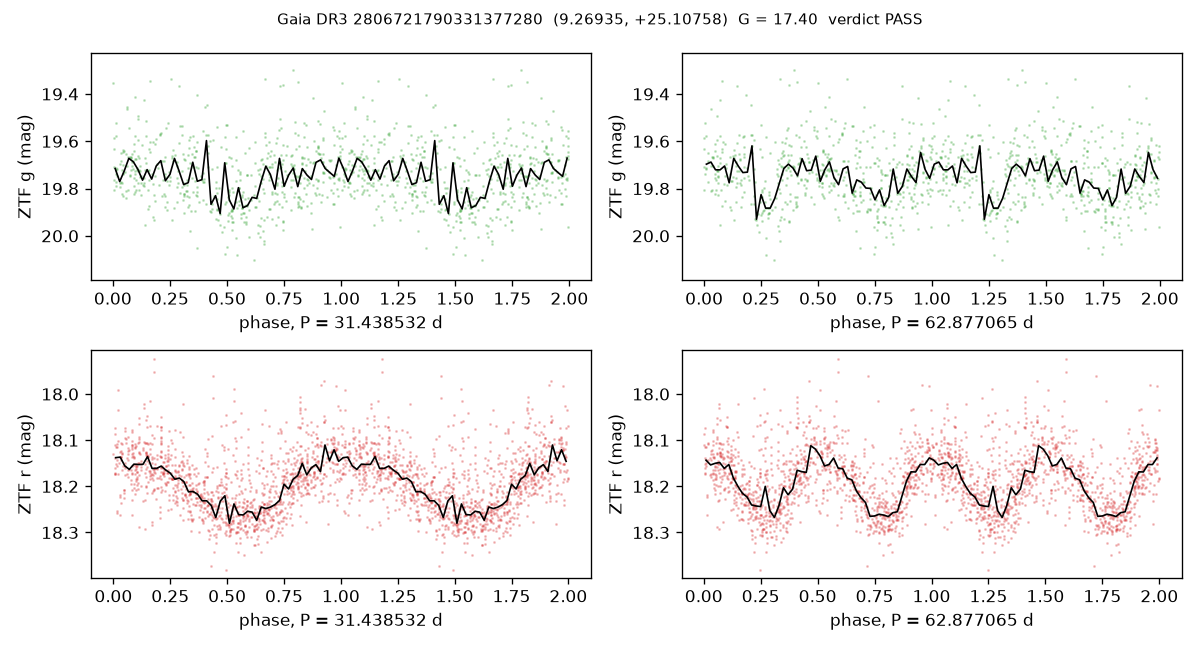 Gaia DR3 2806721790331377280 (9.26935, +25.10758) G = 17.40 verdict PASS
ZTF g (mag)
19.4
19.6
19.8
20.0
0.00 0.25 0.50 0.75 1.00 1.25 1.50 1.75 2.00
phase, P = 31.438532 d
ZTF g (mag)
19.4
19.6
19.8
20.0
0.00 0.25 0.50 0.75 1.00 1.25 1.50 1.75 2.00
phase, P = 62.877065 d
ZTF r (mag)
18.0
18.1
18.2
18.3
0.00 0.25 0.50 0.75 1.00 1.25 1.50 1.75 2.00
phase, P = 31.438532 d
ZTF r (mag)
18.0
18.1
18.2
18.3
0.00 0.25 0.50 0.75 1.00 1.25 1.50 1.75 2.00
phase, P = 62.877065 d